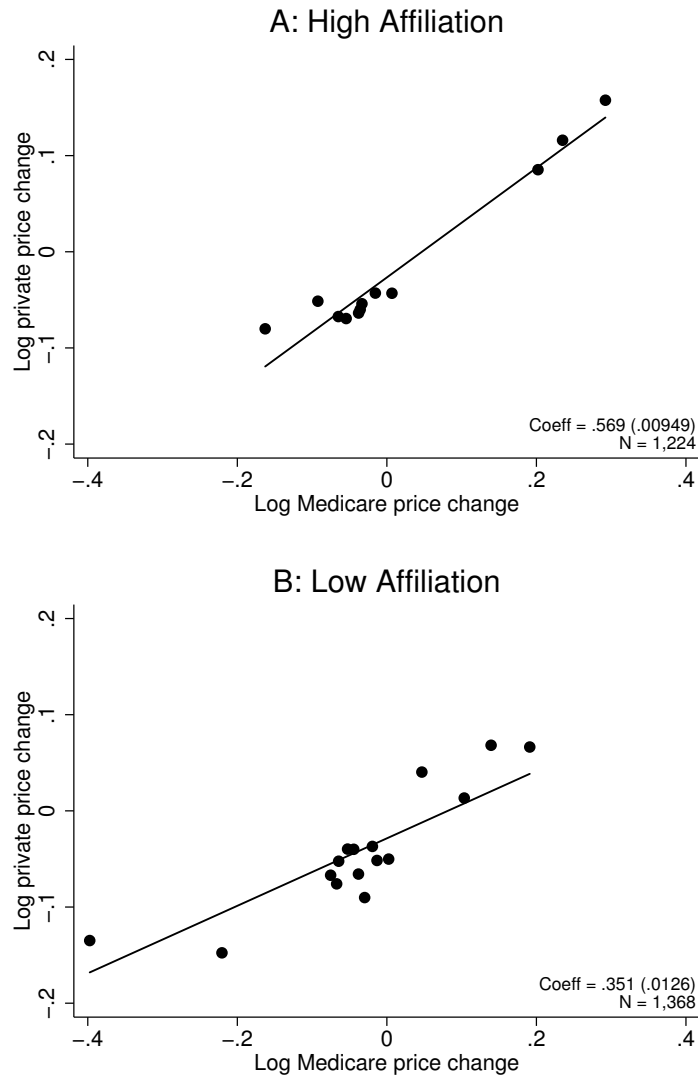 A: High Affiliation
Log private price change
.2
.1
0
−.1
−.2
Coeff = .569 (.00949)
N = 1,224
−.4
−.2
0
.2
.4
Log Medicare price change
B: Low Affiliation
Log private price change
.2
.1
0
−.1
−.2
Coeff = .351 (.0126)
N = 1,368
−.4
−.2
0
.2
.4
Log Medicare price change